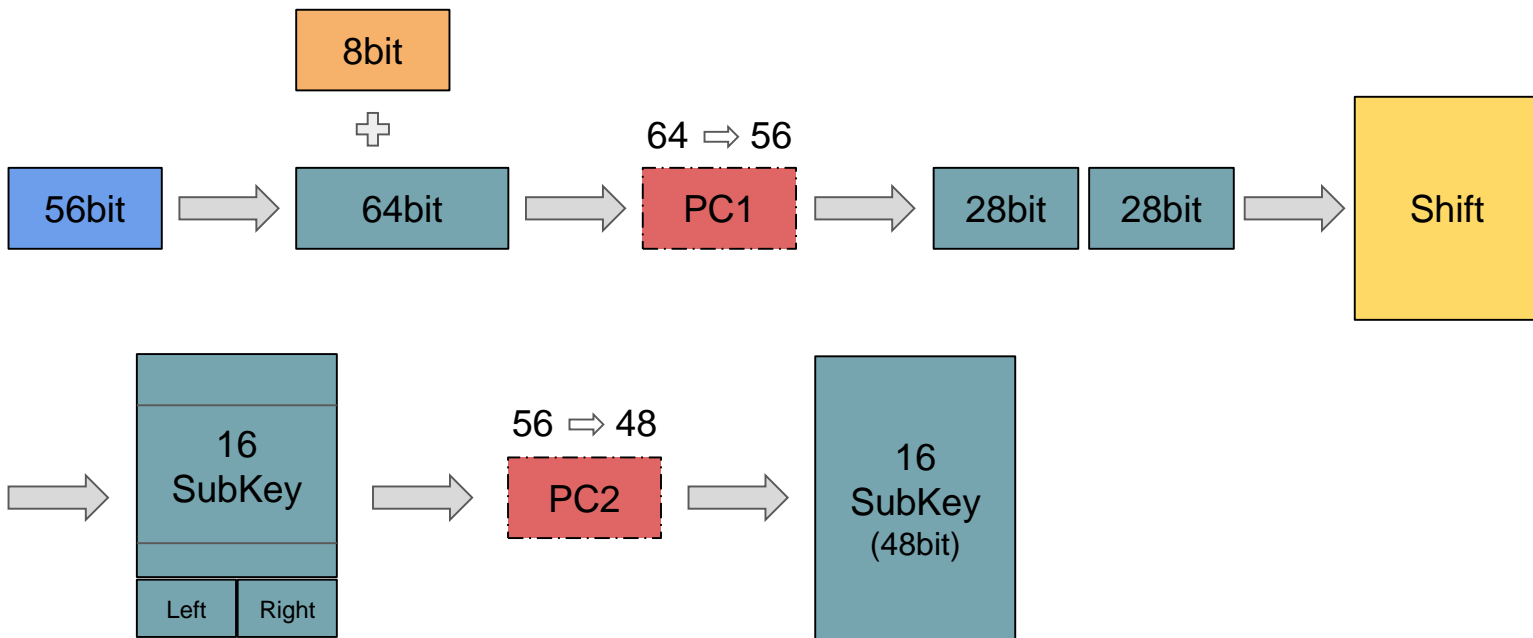 8bit
64 ⇨ 56
56bit
64bit
PC1
28bit
28bit
Shift
16
SubKey
Left
Right
56 ⇨ 48
PC2
16
SubKey
(48bit)